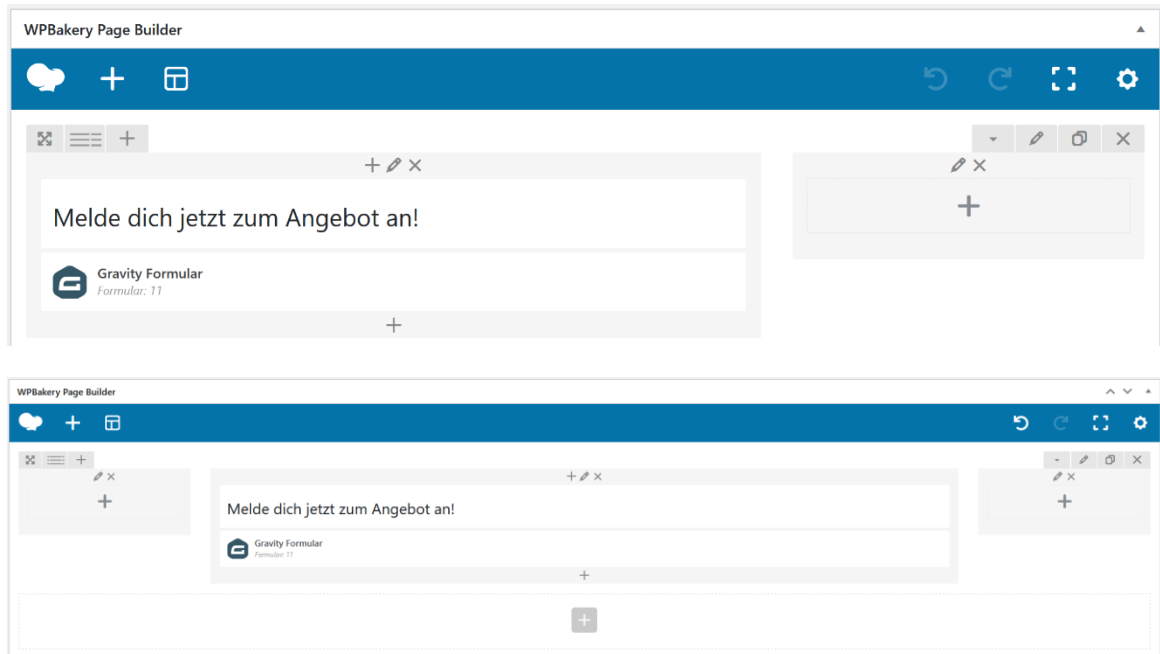 WPBakery Page Builder
Melde dich jetzt zum Angebot an!
Gravity Formular
Formular: 11
WPBakery Page Builder
Melde dich jetzt zum Angebot an!
Gravity Formular
Formular: 11